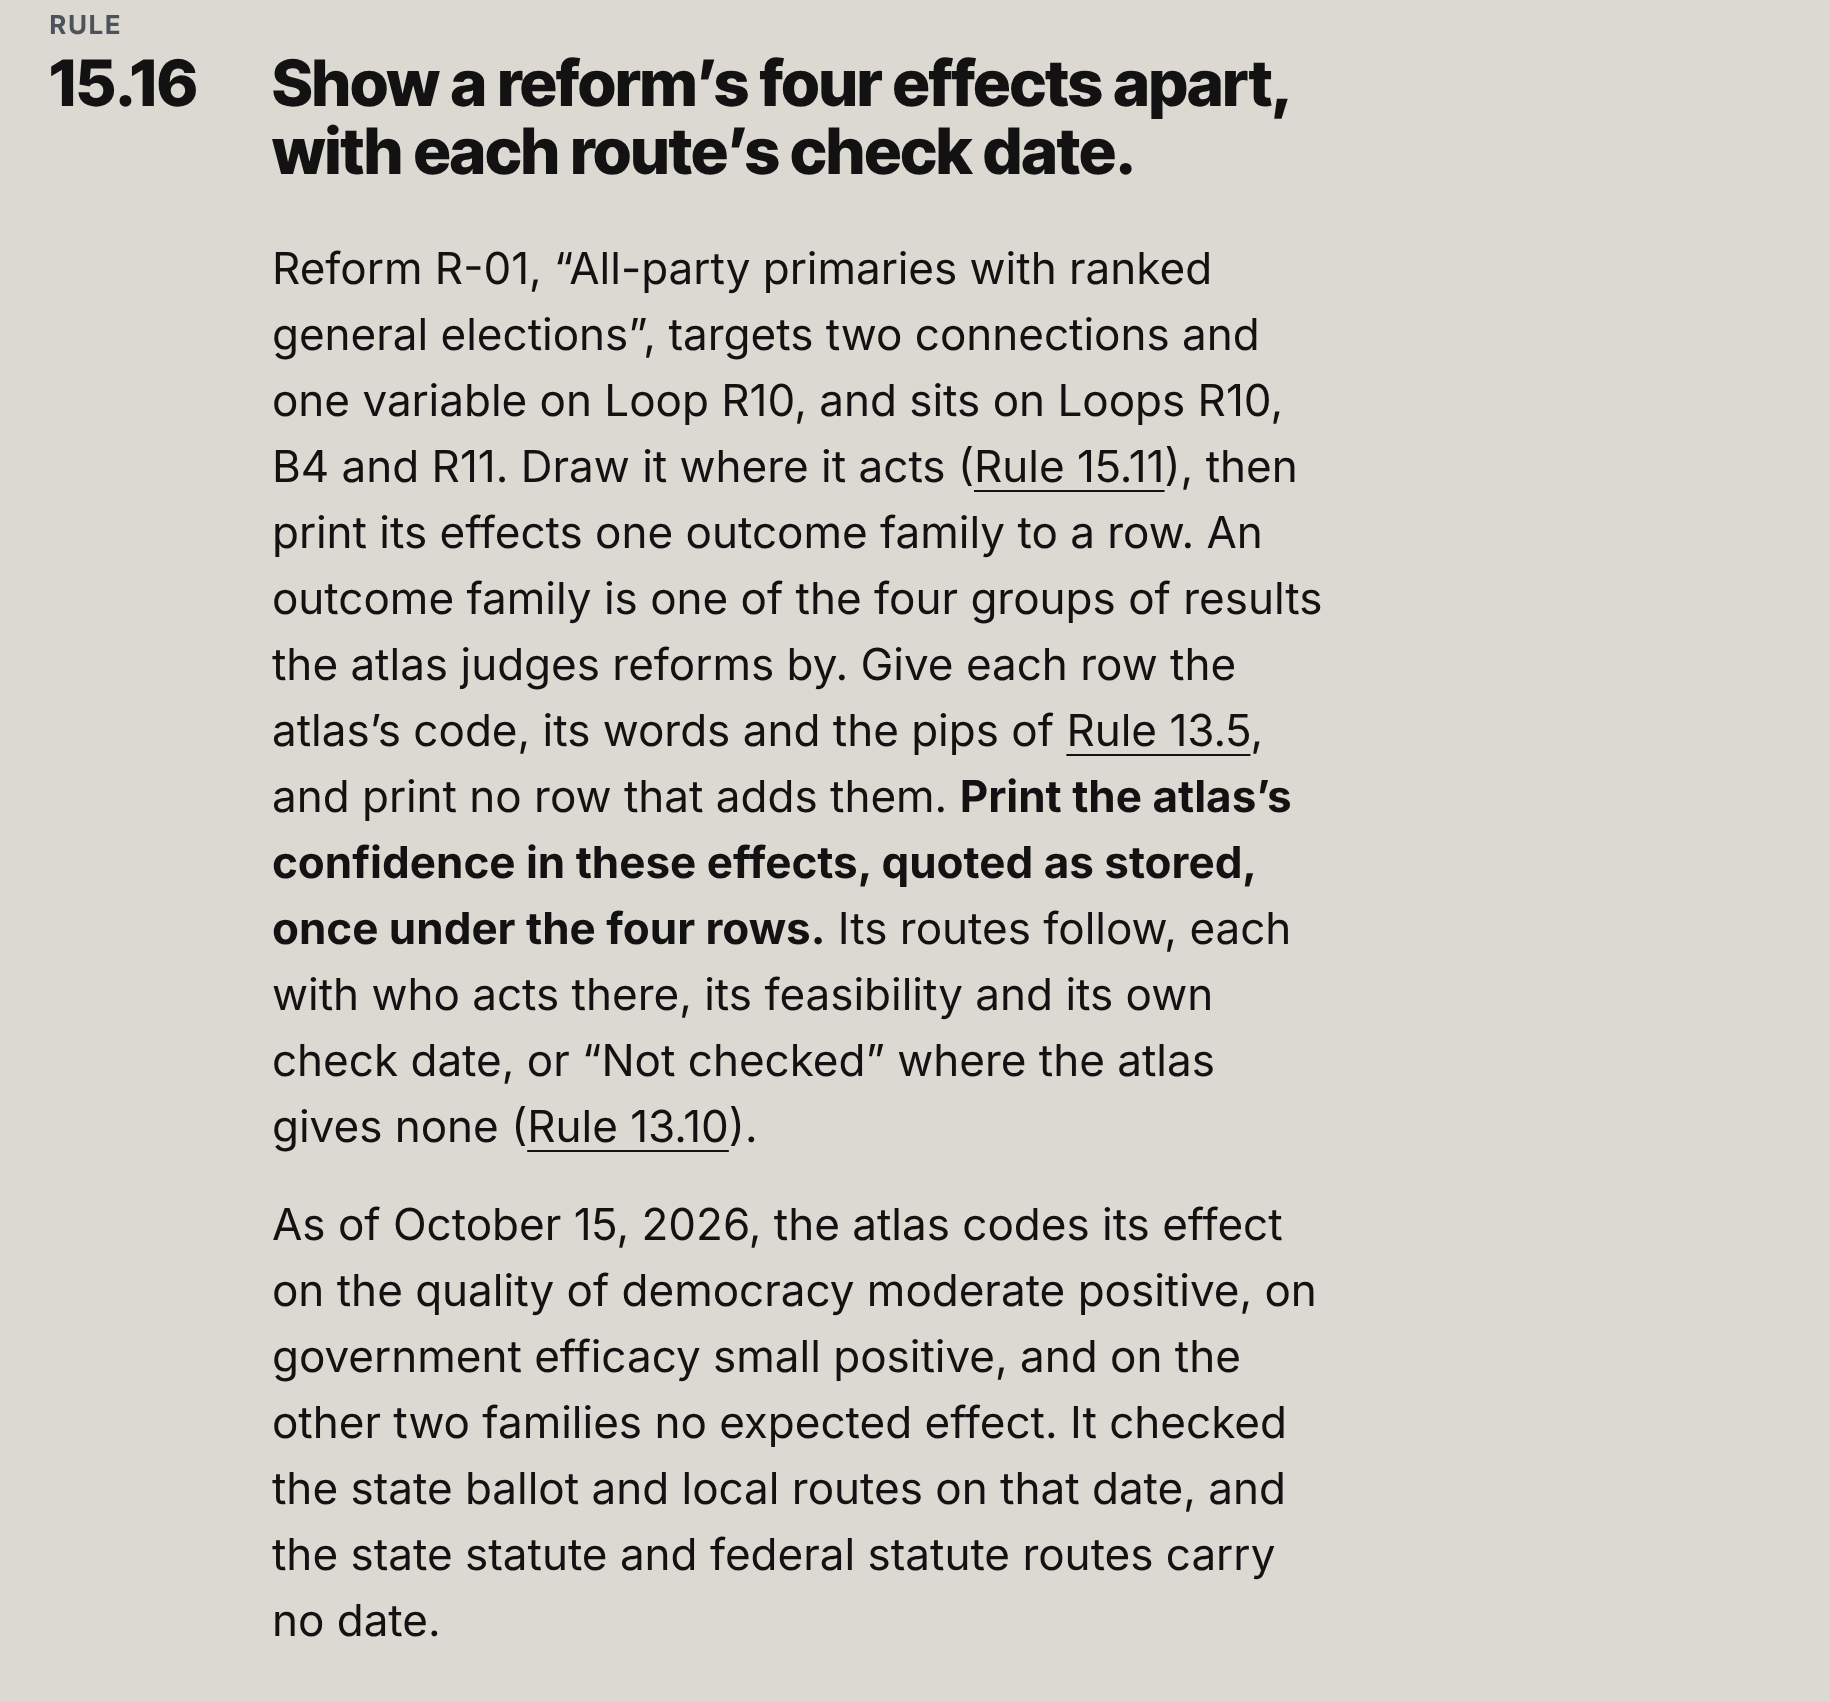 RULE
15.16
Show a reform’s four effects apart,
with each route’s check date.
Reform R-01, “All-party primaries with ranked
general elections”, targets two connections and
one variable on Loop R10, and sits on Loops R10,
B4 and R11. Draw it where it acts (Rule 15.11), then
print its effects one outcome family to a row. An
outcome family is one of the four groups of results
the atlas judges reforms by. Give each row the
atlas’s code, its words and the pips of Rule 13.5,
and print no row that adds them. Print the atlas’s
confidence in these effects, quoted as stored,
once under the four rows. Its routes follow, each
with who acts there, its feasibility and its own
check date, or “Not checked” where the atlas
gives none (Rule 13.10).
As of October 15, 2026, the atlas codes its effect
on the quality of democracy moderate positive, on
government efficacy small positive, and on the
other two families no expected effect. It checked
the state ballot and local routes on that date, and
the state statute and federal statute routes carry
no date.